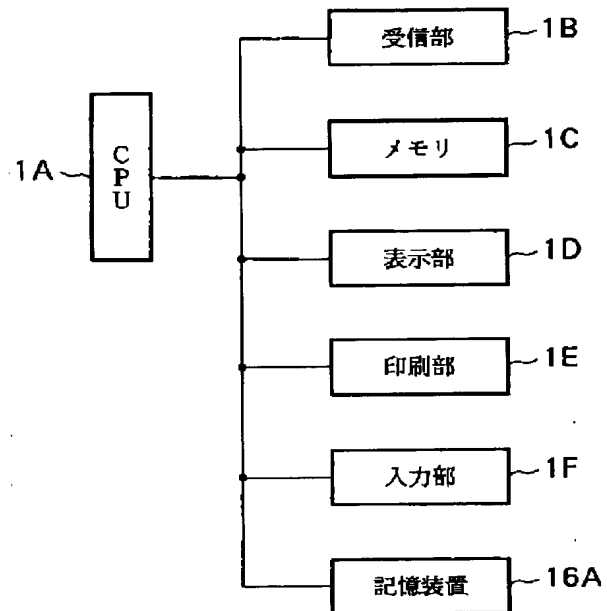 受信部 1B
メモリ 1C
1A CPU
表示部 1D
印刷部 1E
入力部 1F
記憶装置 16A